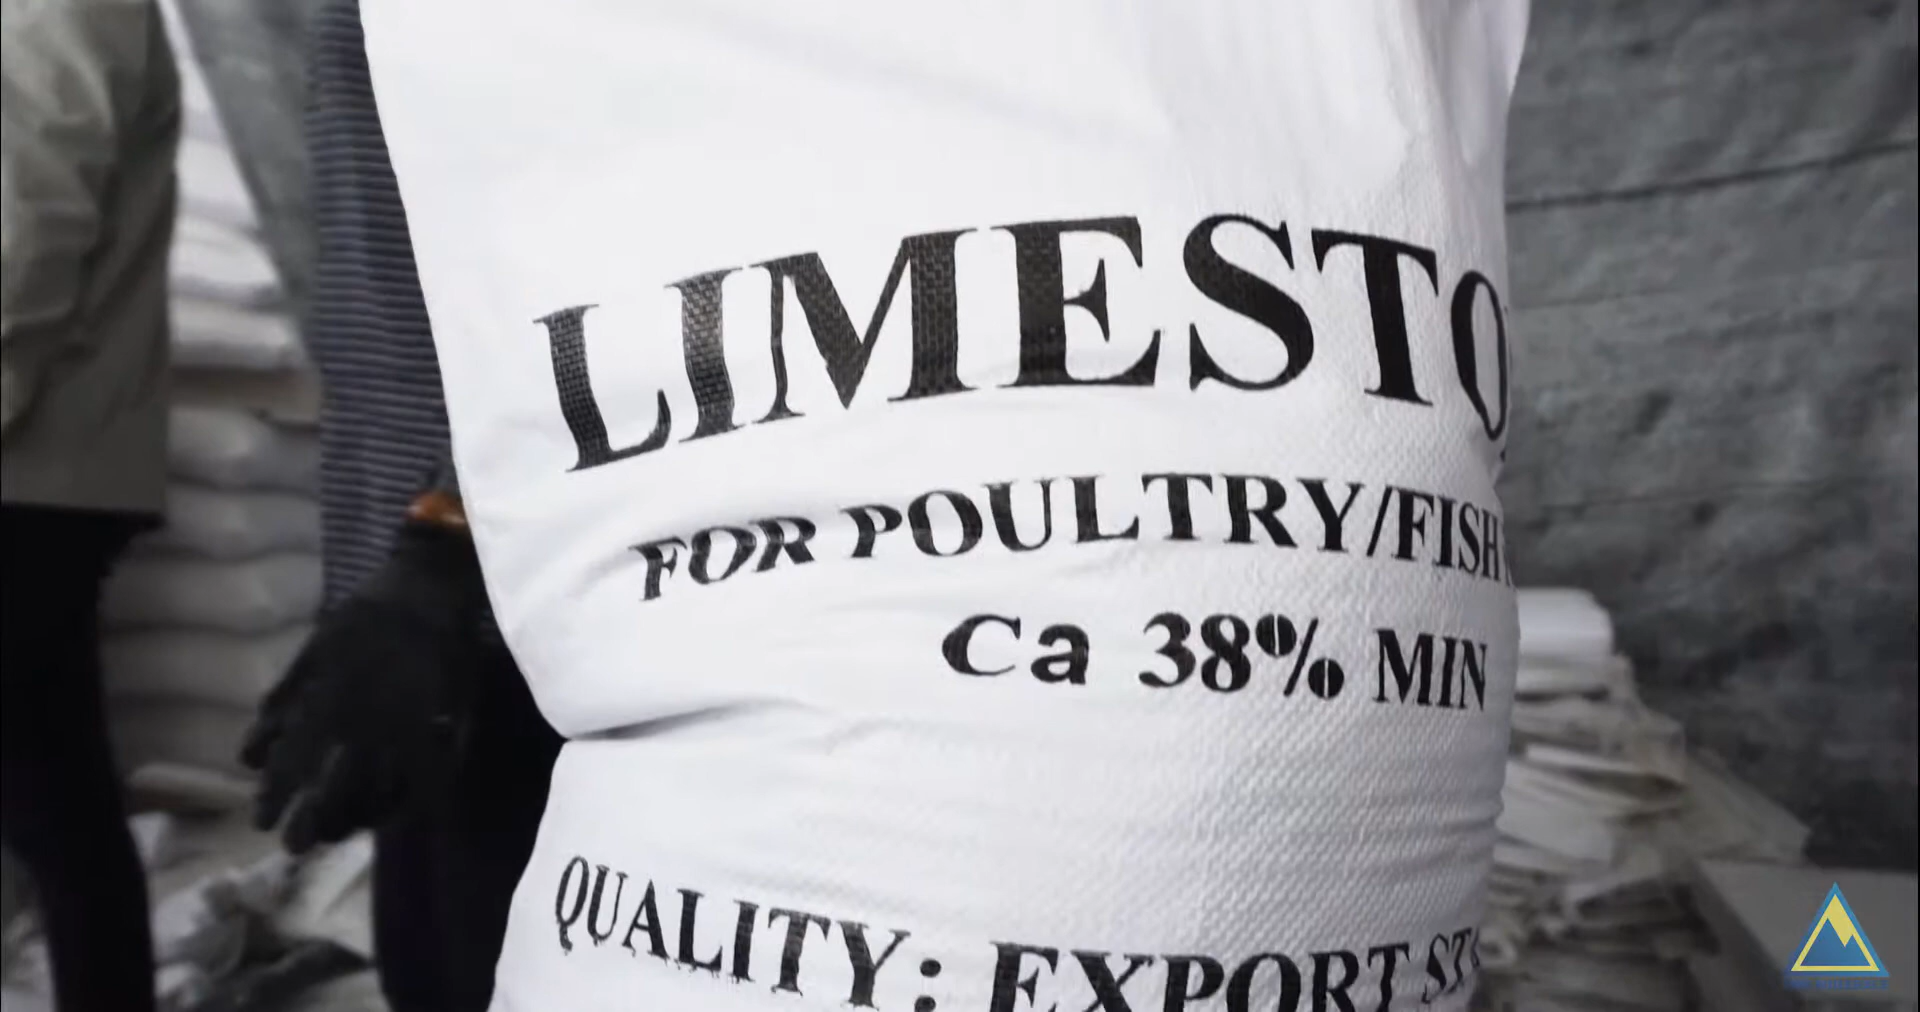 LIMESTO
FOR POULTRY/FISH
Ca 38% MIN
QUALITY: EXPORT ST